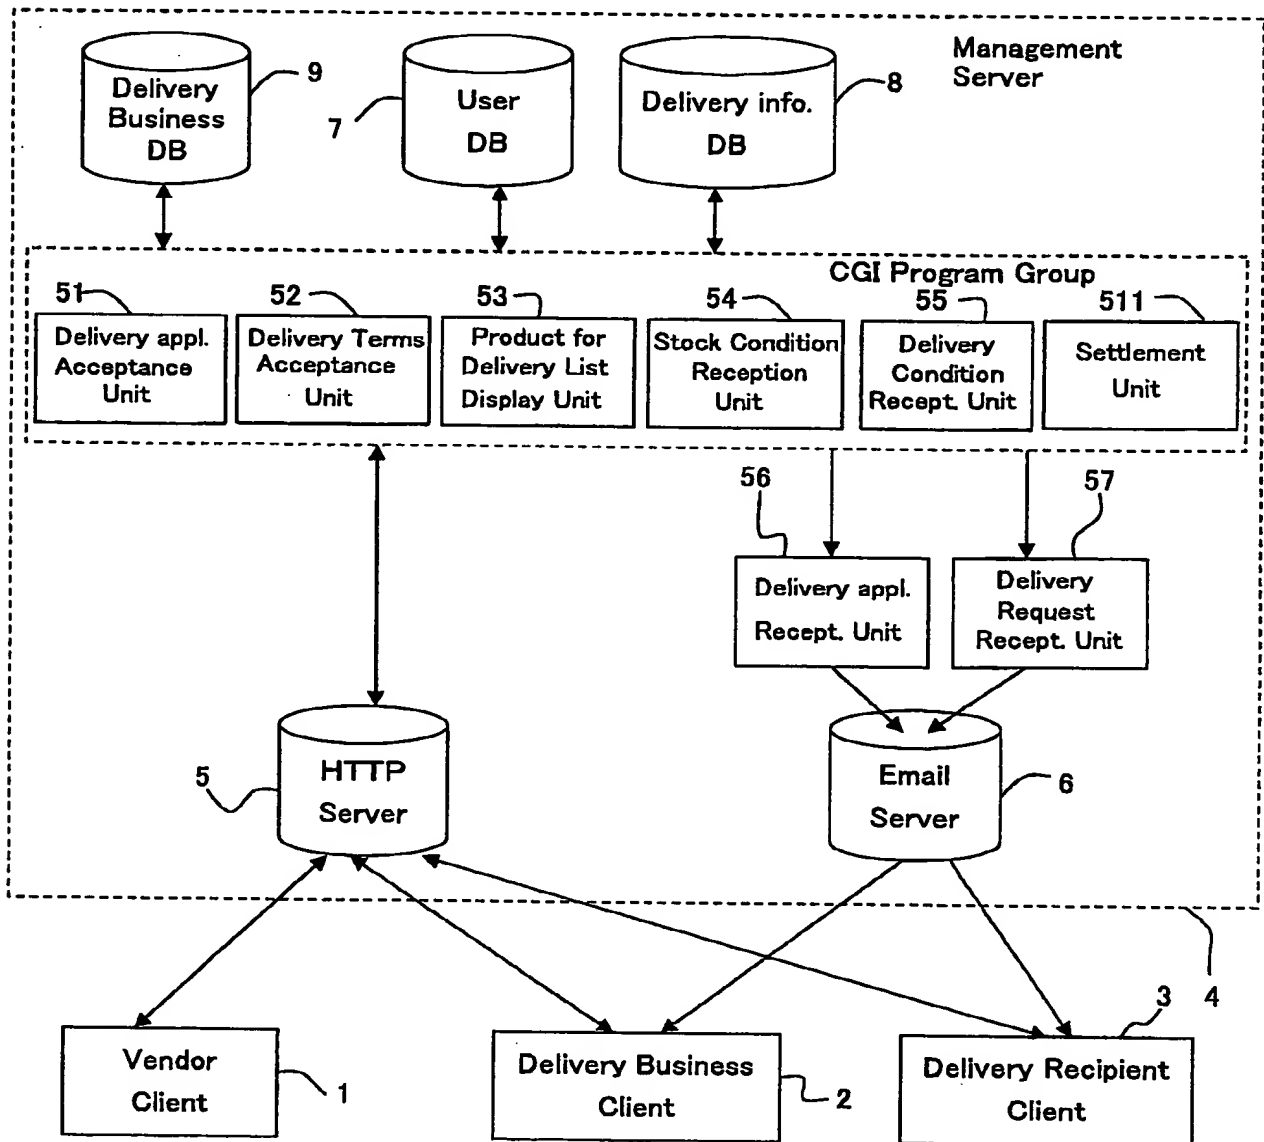 Management
Server
Delivery
Business
DB
9
7
User
DB
Delivery info.
DB
8
CGI Program Group
51
52
53
54
55
511
Delivery appl.
Acceptance
Unit
Delivery Terms
Acceptance
Unit
Product for
Delivery List
Display Unit
Stock Condition
Reception
Unit
Delivery
Condition
Recept. Unit
Settlement
Unit
56
57
Delivery appl.
Recept. Unit
Delivery
Request
Recept. Unit
5
HTTP
Server
Email
Server
6
4
Vendor
Client
1
Delivery Business
Client
2
3
Delivery Recipient
Client